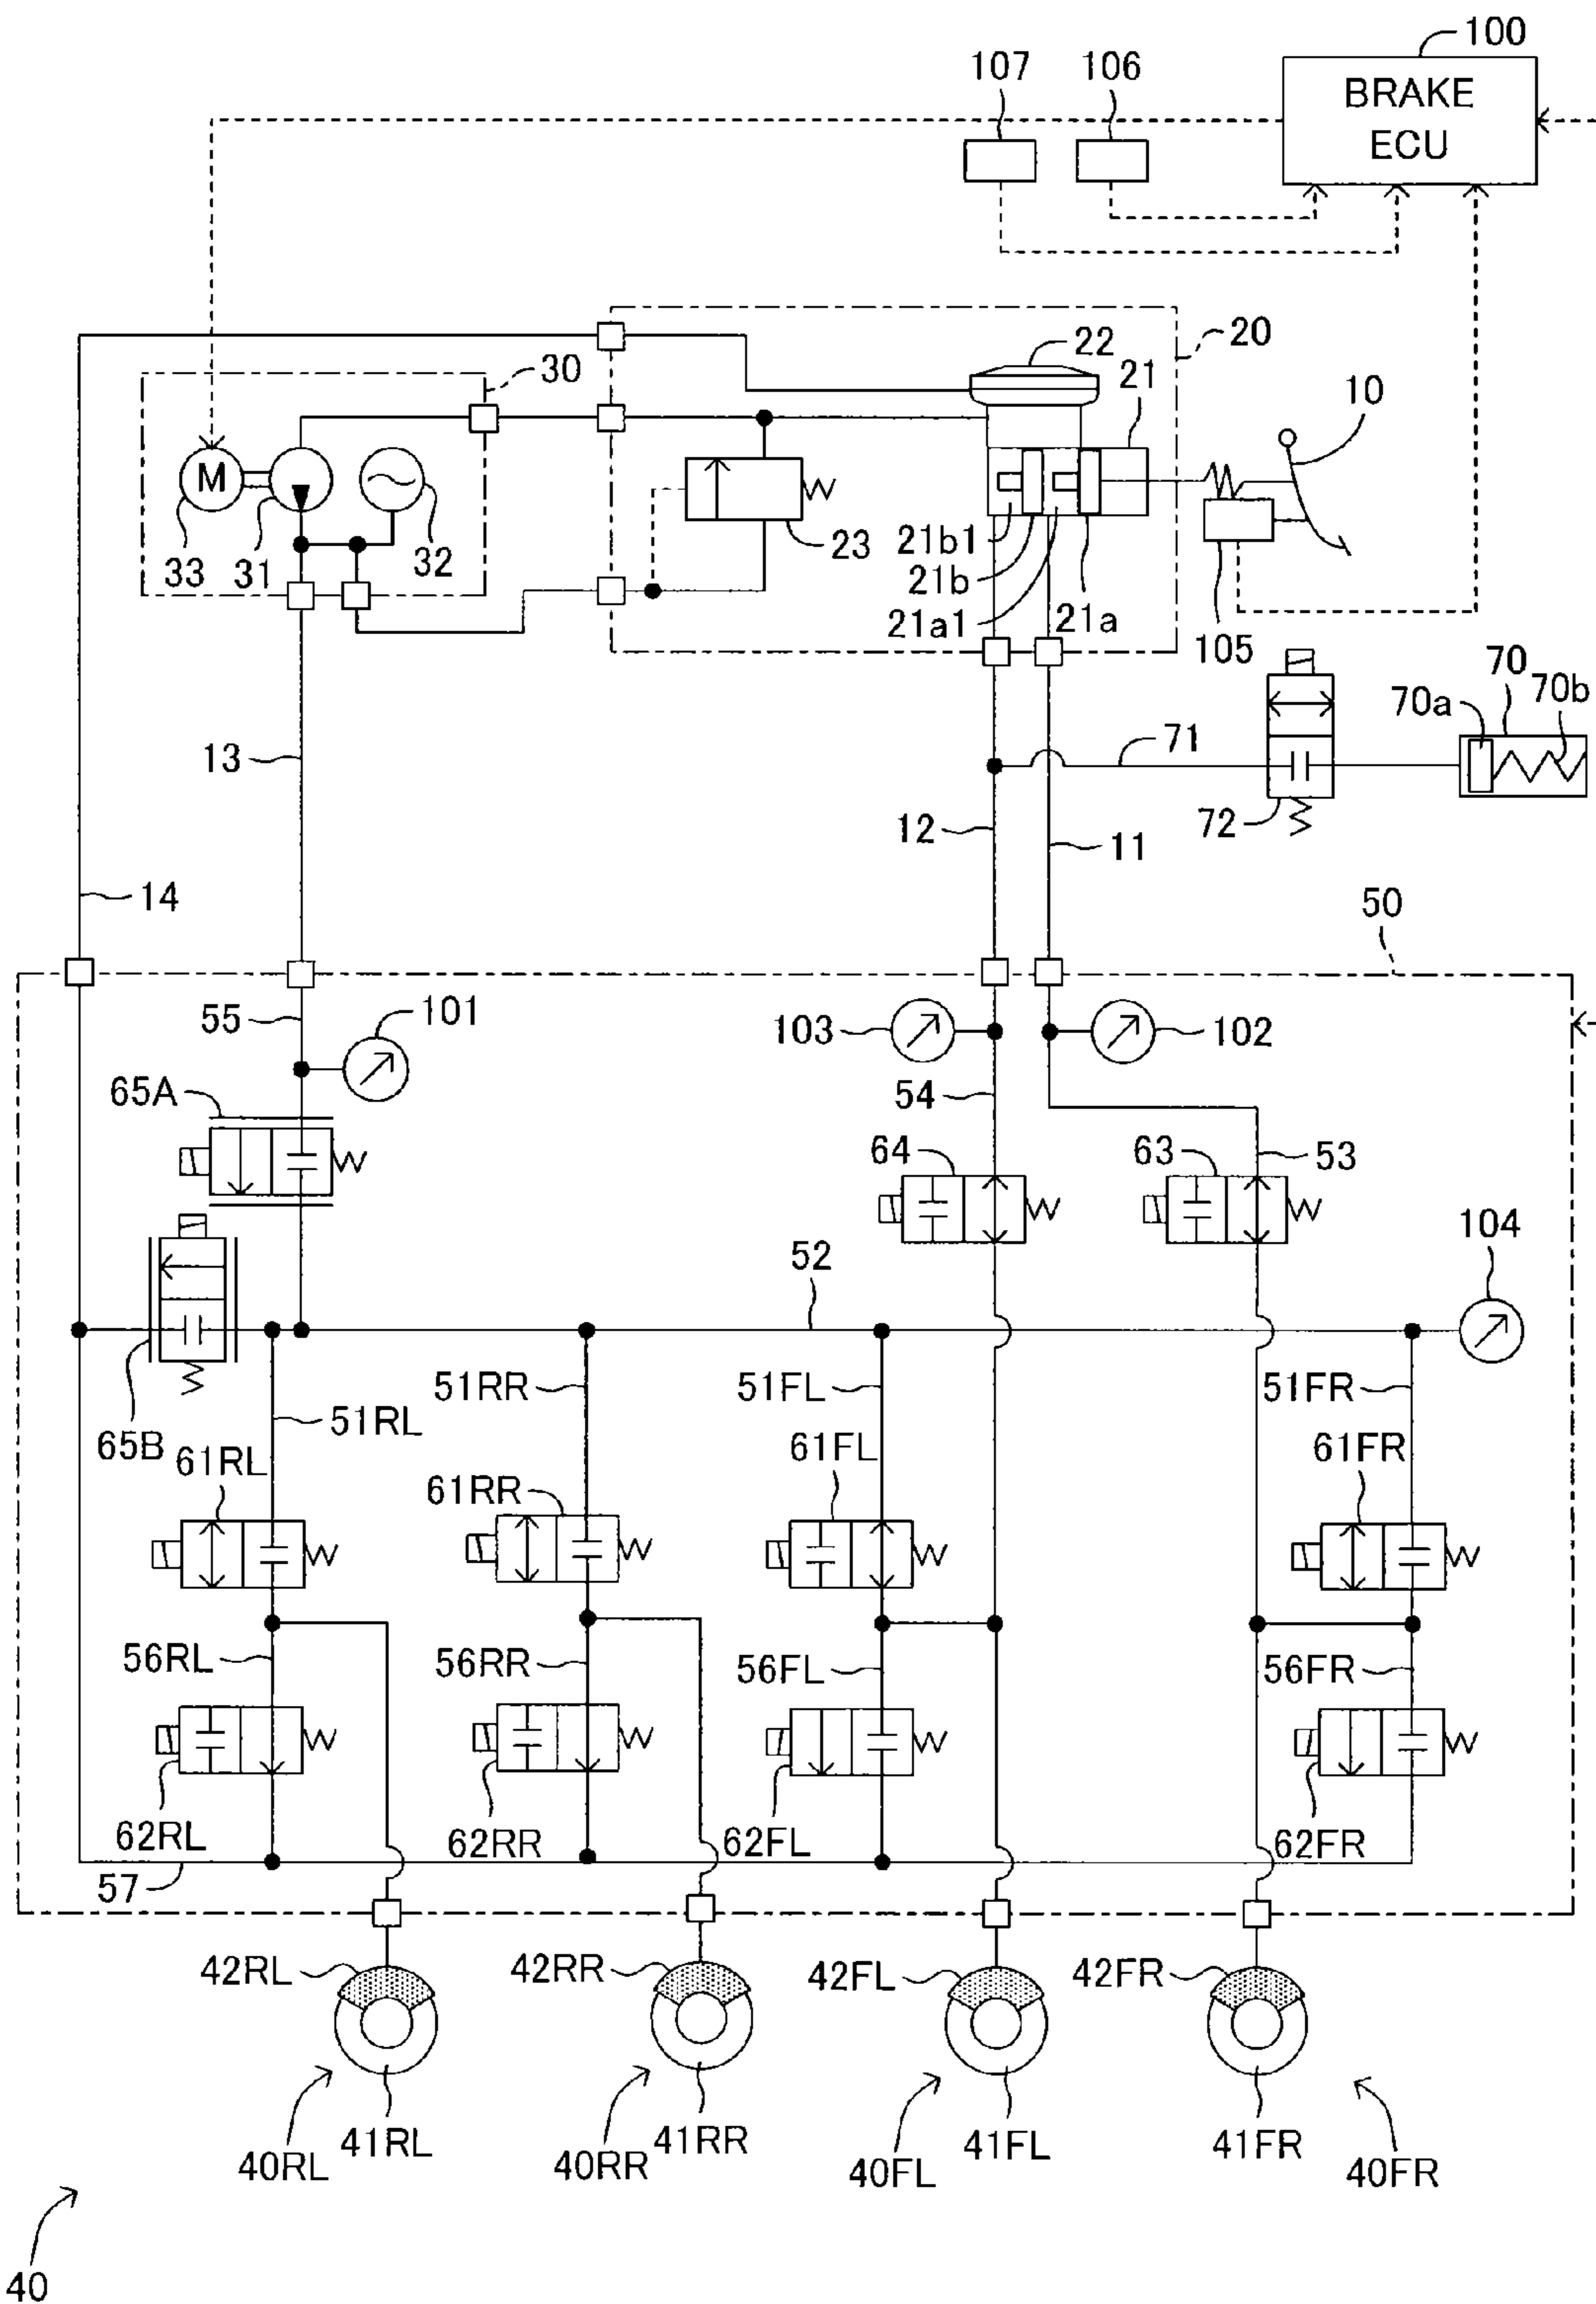 100
107
106
BRAKE
ECU
20
22
30
21
10
M
33
31
32
23
21b1
21b
21a1
21a
105
70
70b
70a
71
13
72
12
11
14
50
55
101
103
102
65A
54
64
63
53
104
52
51RR
51FL
51FR
51RL
65B
61RL
61FL
61FR
61RR
56RL
56RR
56FL
56FR
62RL
62RR
62FL
62FR
57
42RL
42RR
42FL
42FR
41RL
41RR
41FL
41FR
40RL
40RR
40FL
40FR
40